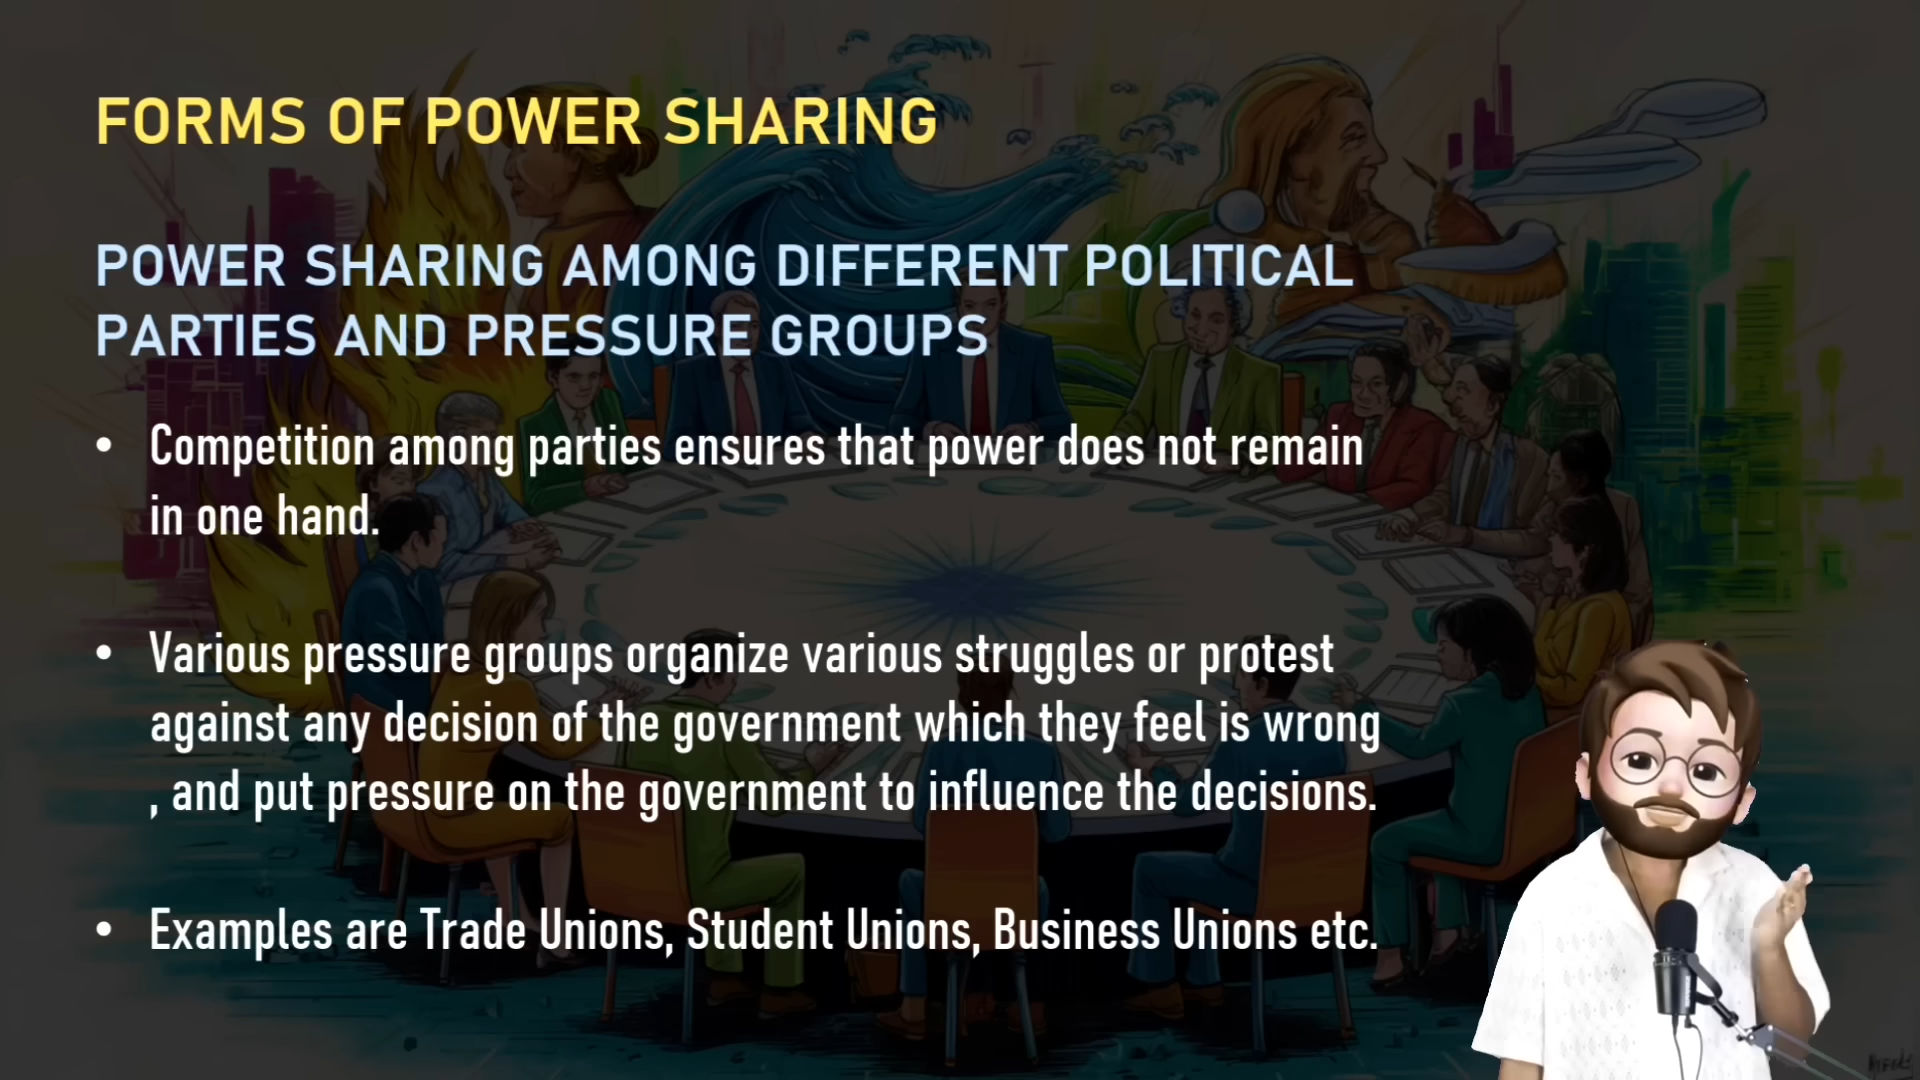 FORMS OF POWER SHARING
POWER SHARING AMONG DIFFERENT POLITICAL
PARTIES AND PRESSURE GROUPS
• Competition among parties ensures that power does not remain
in one hand.
• Various pressure groups organize various struggles or protest
against any decision of the government which they feel is wrong
, and put pressure on the government to influence the decisions.
• Examples are Trade Unions, Student Unions, Business Unions etc.